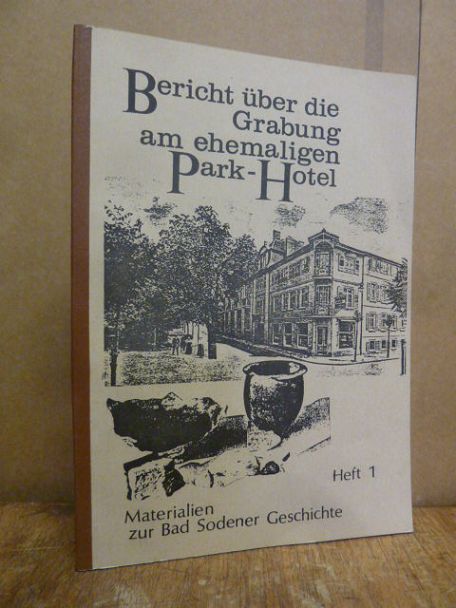 Bericht über die
Grabung
am ehemaligen
Park-Hotel
Heft 1
Materialien
zur Bad Sodener Geschichte